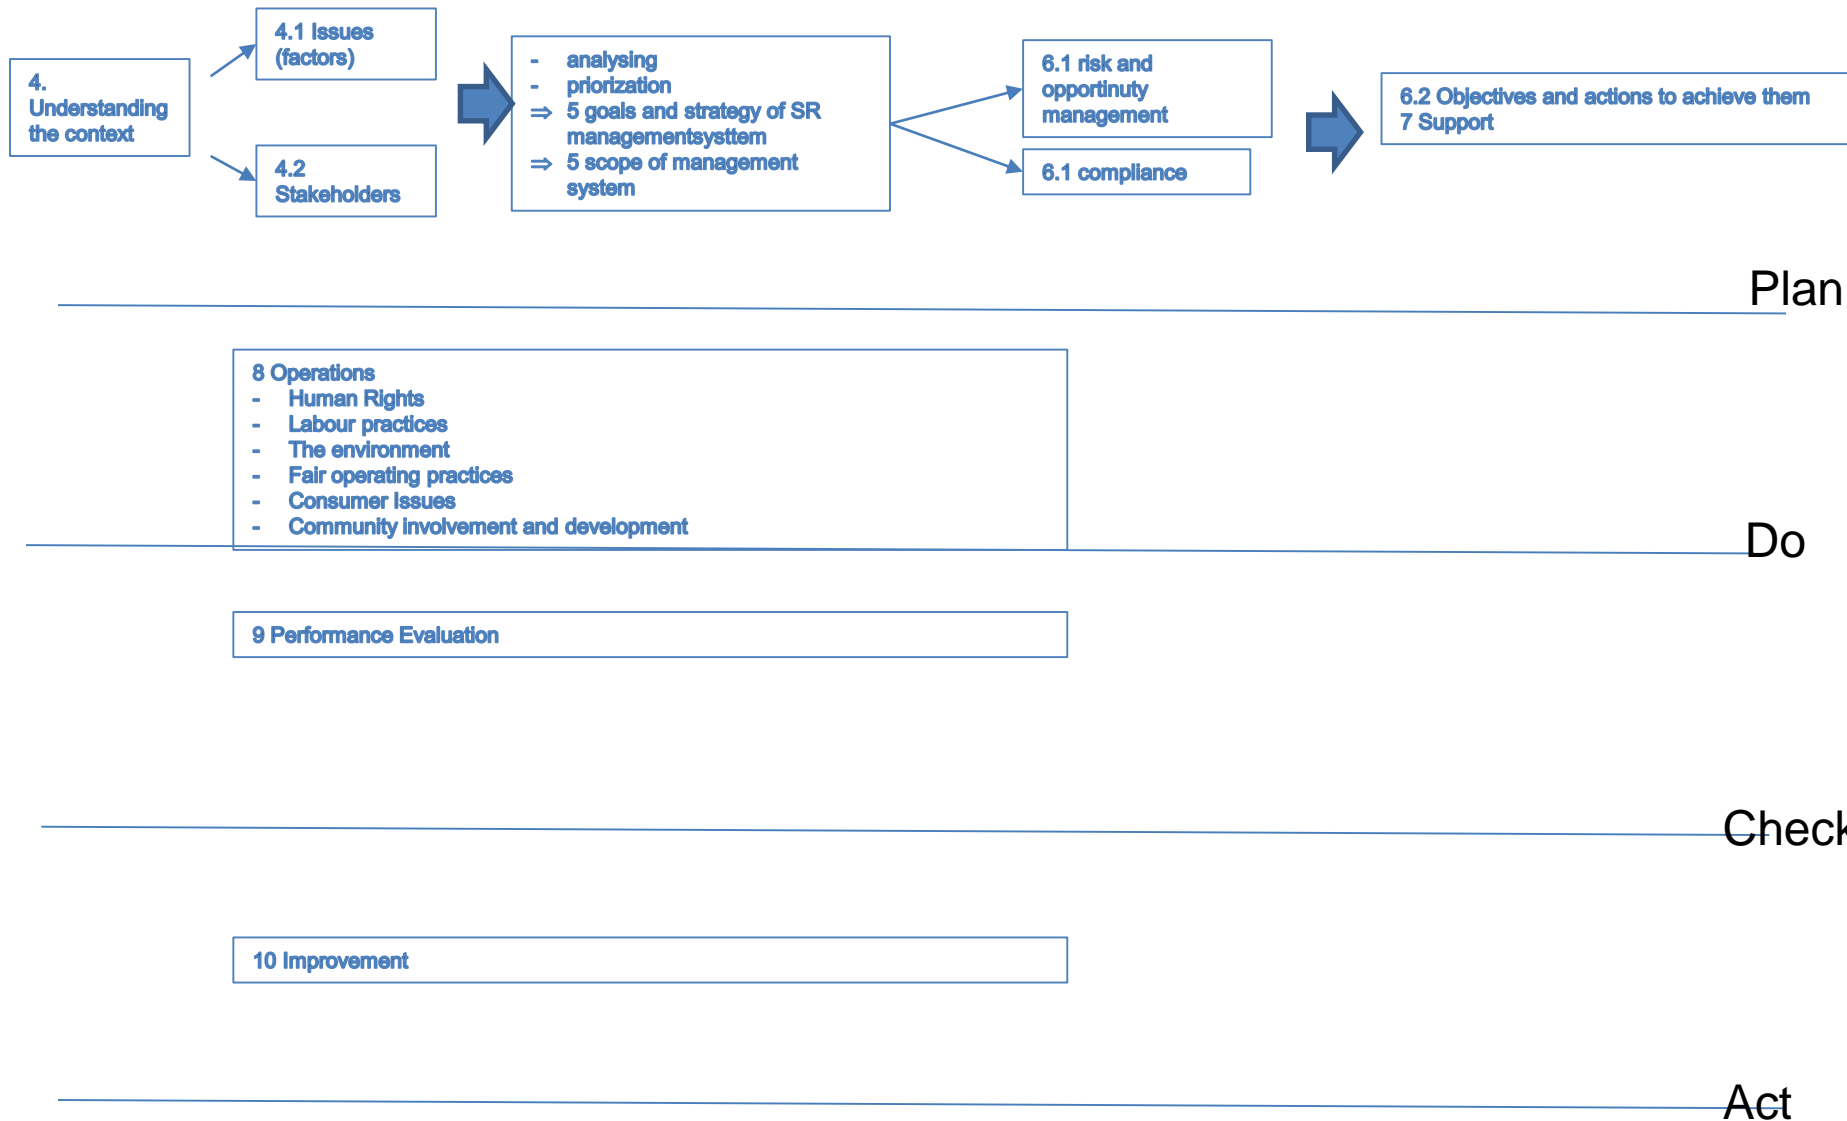 4.
Understanding
the context
4.1 Issues
(factors)
4.2
Stakeholders
- analysing
- priorization
⇒ 5 goals and strategy of SR
managementsysttem
⇒ 5 scope of management
system
6.1 risk and
opportinuty
management
6.1 compliance
6.2 Objectives and actions to achieve them
7 Support
Plan
8 Operations
- Human Rights
- Labour practices
- The environment
- Fair operating practices
- Consumer Issues
- Community involvement and development
Do
9 Performance Evaluation
Check
10 Improvement
Act